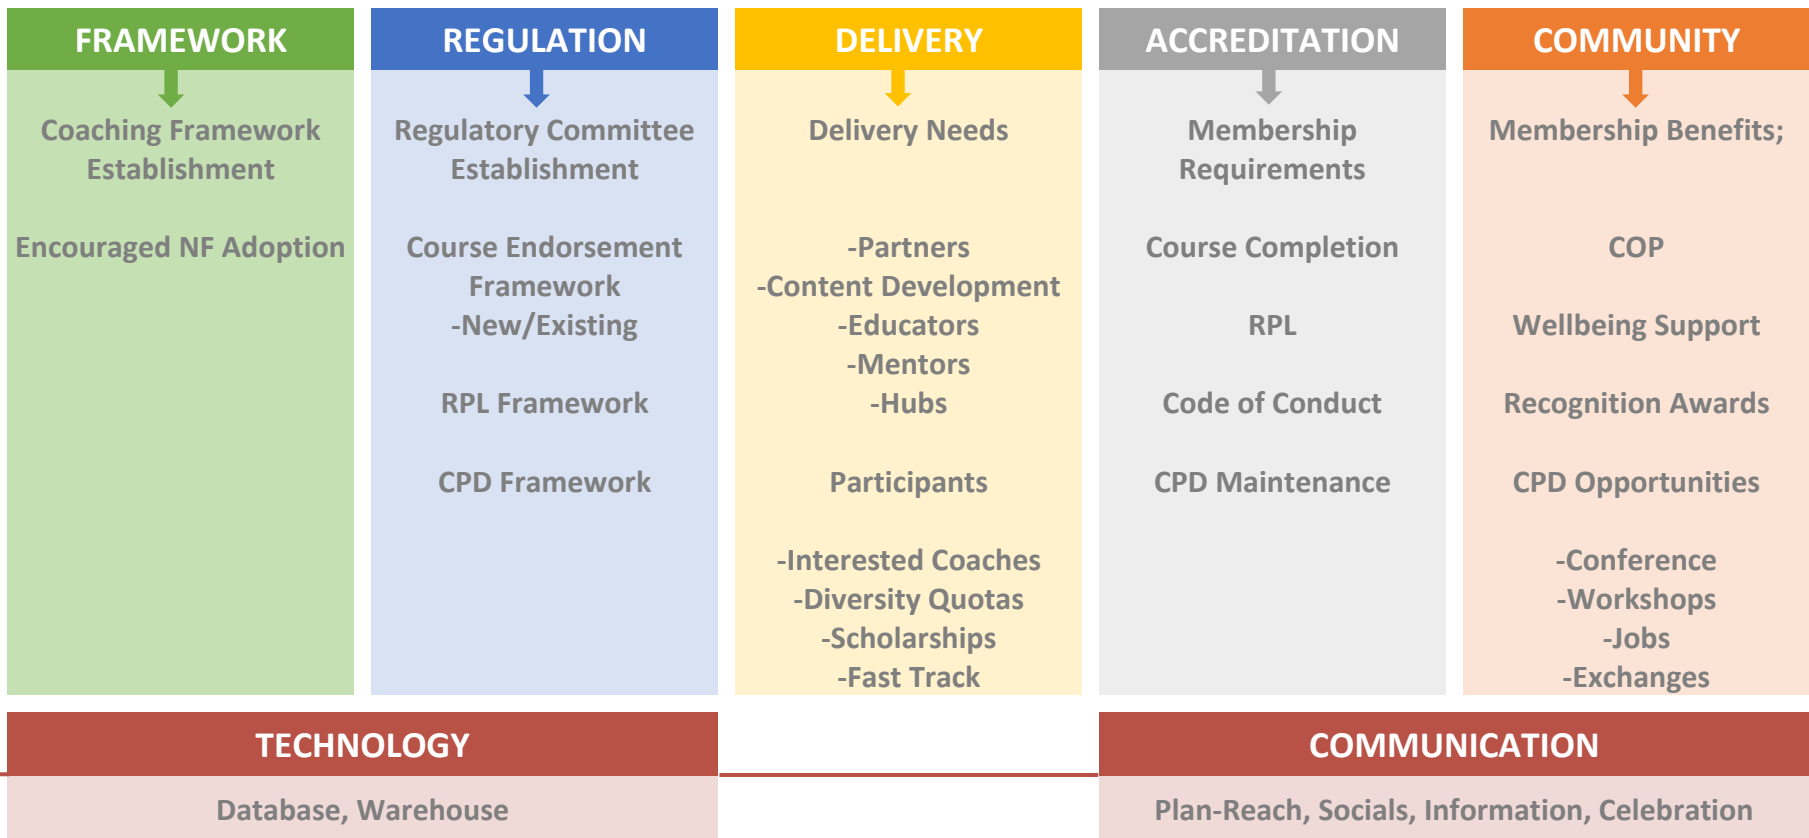 FRAMEWORK
Coaching Framework
Establishment
Encouraged NF Adoption
REGULATION
Regulatory Committee
Establishment
Course Endorsement
Framework
-New/Existing
RPL Framework
CPD Framework
DELIVERY
Delivery Needs
-Partners
-Content Development
-Educators
-Mentors
-Hubs
Participants
-Interested Coaches
-Diversity Quotas
-Scholarships
-Fast Track
ACCREDITATION
Membership
Requirements
Course Completion
RPL
Code of Conduct
CPD Maintenance
COMMUNITY
Membership Benefits;
COP
Wellbeing Support
Recognition Awards
CPD Opportunities
-Conference
-Workshops
-Jobs
-Exchanges
TECHNOLOGY
Database, Warehouse
COMMUNICATION
Plan-Reach, Socials, Information, Celebration